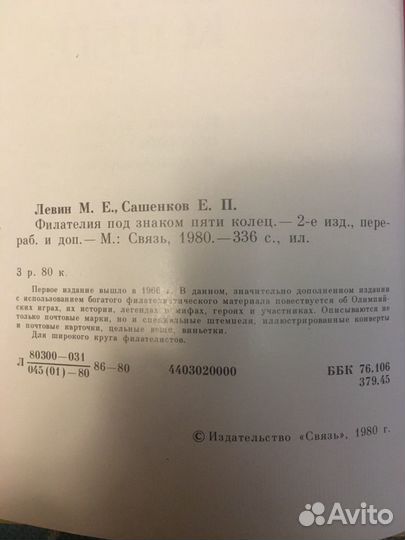 Левин М. Е., Сашенков Е. П.
Филателия под знаком пяти колец.— 2-е изд., пере-
раб. и доп.— М.: Связь, 1980.—336 с., ил.
3 р. 80 к.
Первое издание вышло в 1966 г. В данном, значительно дополненном издании
с использованием богатого филателистического материала повествуется об Олимпий-
ских играх, их истории, легендах и мифах, героях и участниках. Описываются не
только почтовые марки, но и специальные штемпеля, иллюстрированные конверты
и почтовые карточки, цельные вещи, виньетки.
Для широкого круга филателистов.
Л 80300—031
045(01)—80 86—80 4403020000 ББК 76.106
379.45
© Издательство «Связь», 1980 г.
Avito